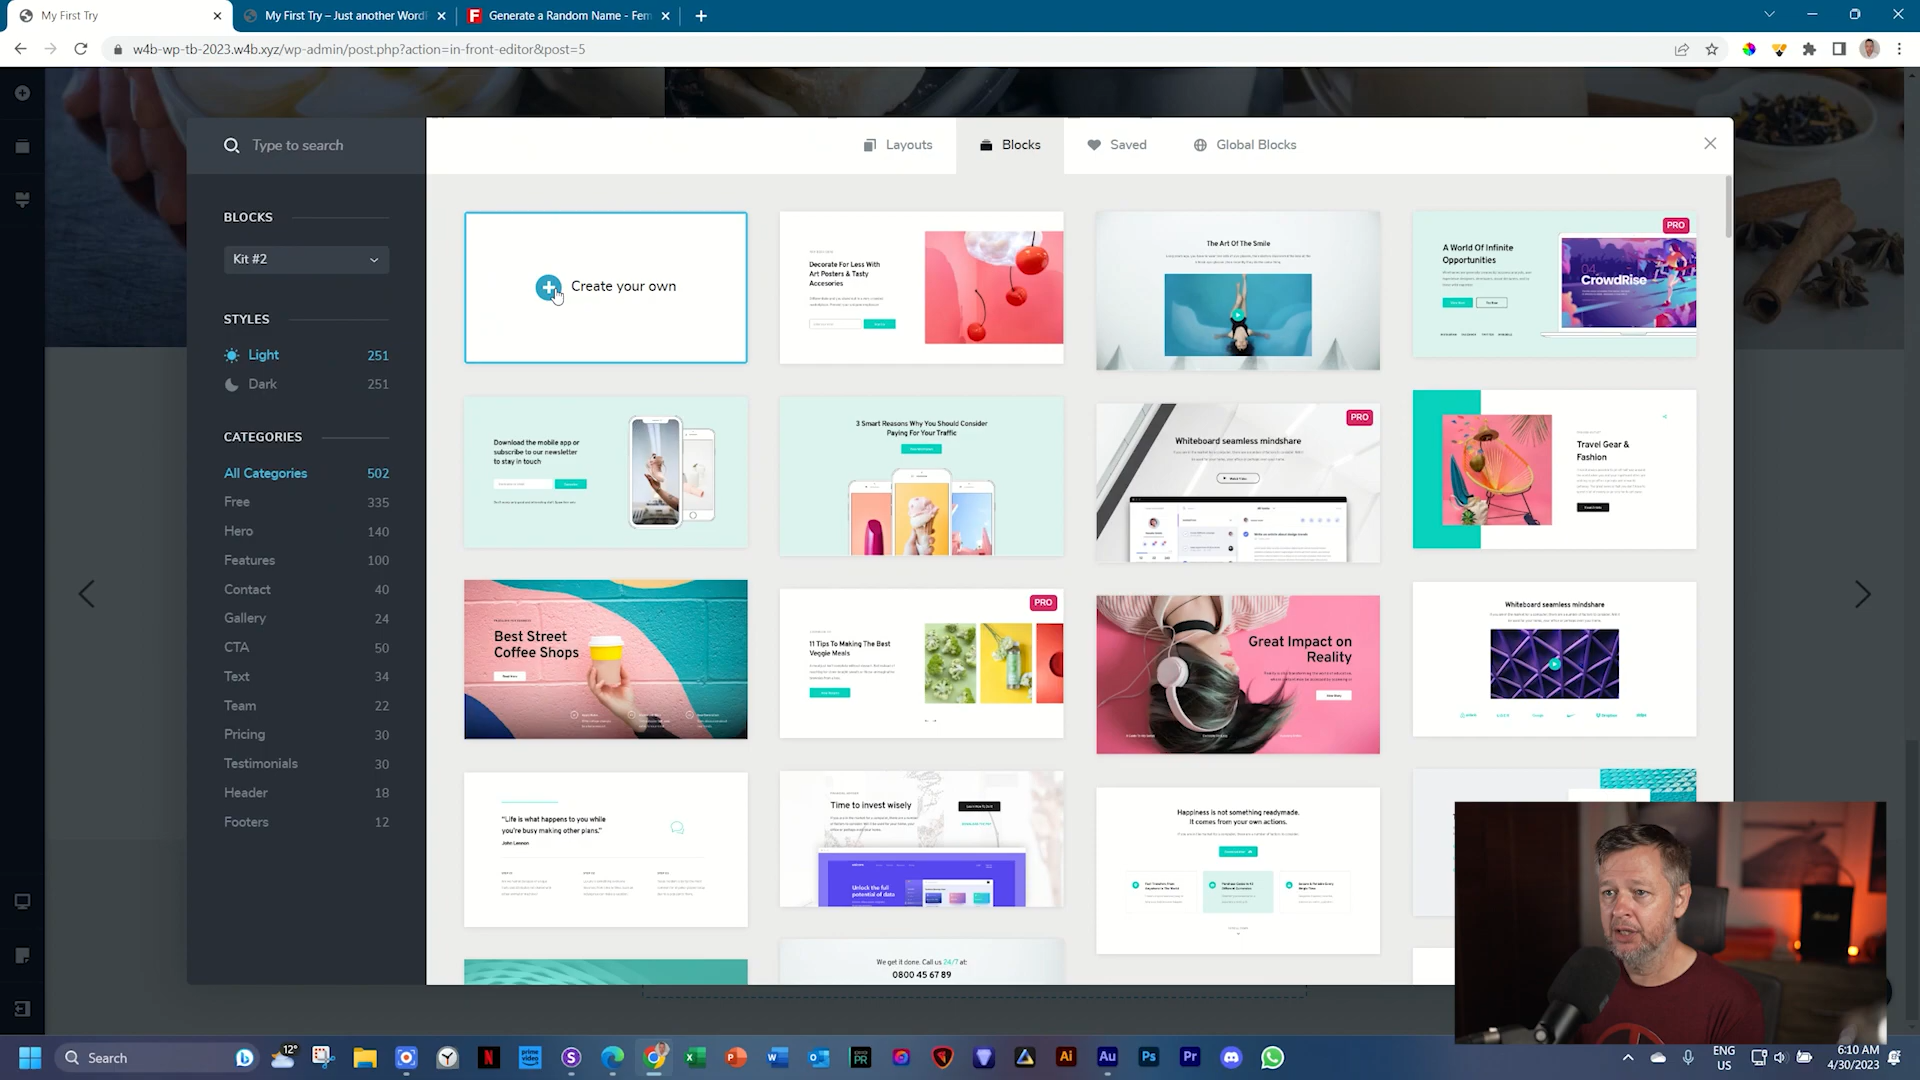 My First Try
My First Try – Just another WordP
Generate a Random Name - Fem
w4b-wp-tb-2023.w4b.xyz/wp-admin/post.php?action=in-front-editor&post=5
Type to search
Layouts
Blocks
Saved
Global Blocks
BLOCKS
Kit #2
STYLES
Light 251
Dark 251
CATEGORIES
All Categories 502
Free 335
Hero 140
Features 100
Contact 40
Gallery 24
CTA 50
Text 34
Team 22
Pricing 30
Testimonials 30
Header 18
Footers 12
Create your own
Decorate For Less With
Art Posters & Tasty
Accesories
The Art Of The Smile
PRO
A World Of Infinite
Opportunities
CrowdRise
Download the mobile app or
subscribe to our newsletter
to stay in touch
3 Smart Reasons Why You Should Consider
Paying For Your Traffic
PRO
Whiteboard seamless mindshare
Travel Gear &
Fashion
Best Street
Coffee Shops
PRO
11 Tips To Making The Best
Veggie Meals
Great Impact on
Reality
Whiteboard seamless mindshare
"Life is what happens to you while
you're busy making other plans."
John Lennon
Time to invest wisely
Unlock the full
potential of data
Happiness is not something readymade.
It comes from your own actions.
We get it done. Call us 24/7 at:
0800 45 67 89
12°
Search
ENG
US
6:10 AM
4/30/2023